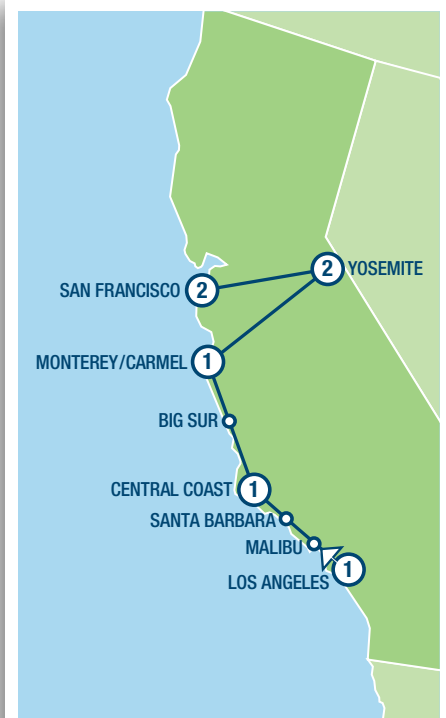 2 YOSEMITE
SAN FRANCISCO 2
MONTEREY/CARMEL 1
BIG SUR
CENTRAL COAST 1
SANTA BARBARA
MALIBU
LOS ANGELES 1